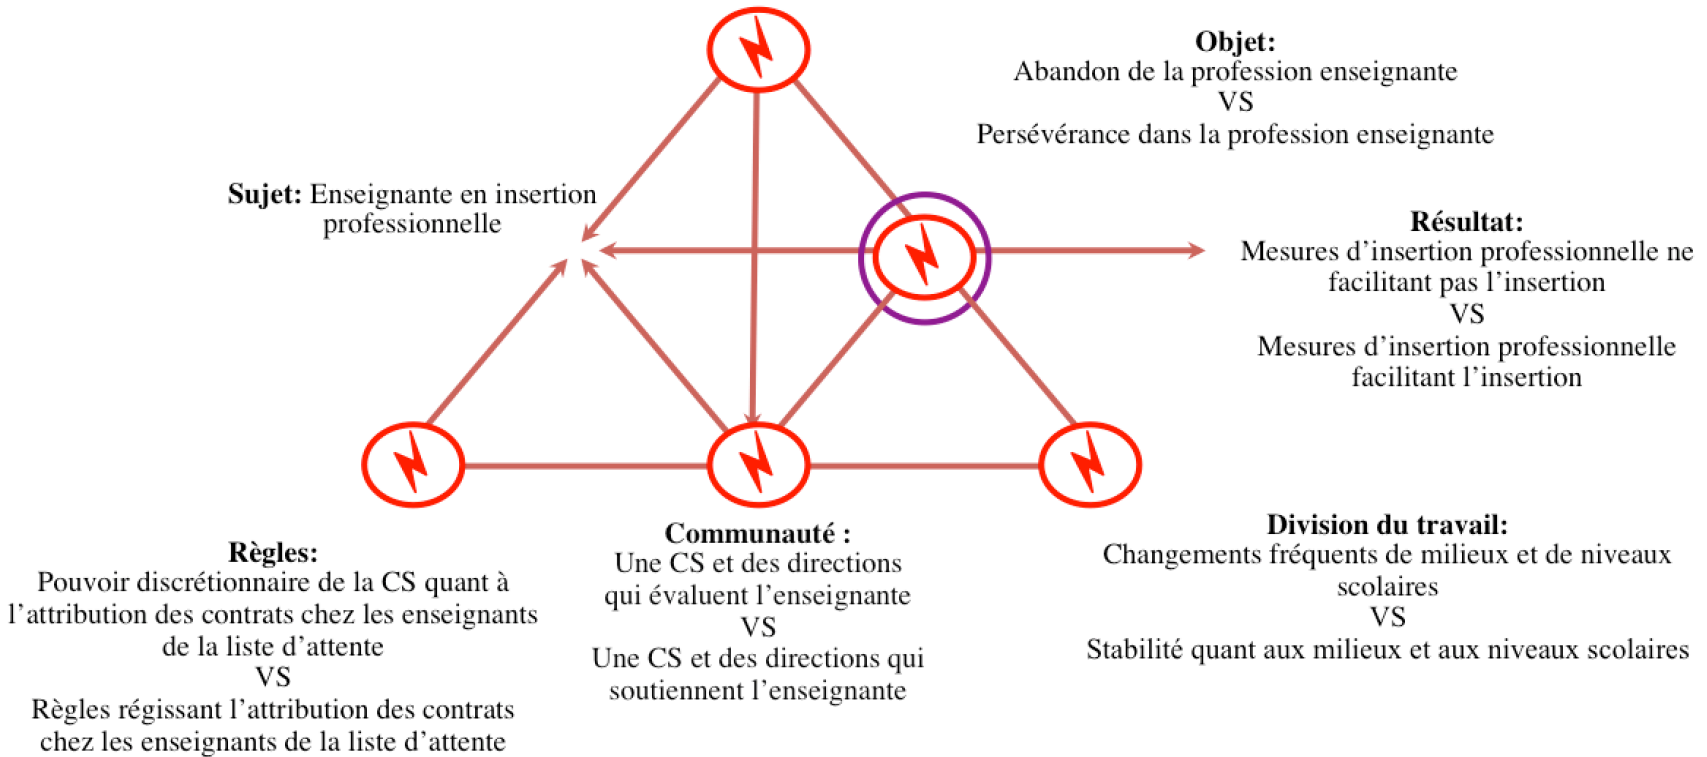 Objet:
Abandon de la profession enseignante
VS
Persévérance dans la profession enseignante
Sujet: Enseignante en insertion
professionnelle
Résultat:
Mesures d'insertion professionnelle ne
facilitant pas l'insertion
VS
Mesures d'insertion professionnelle
facilitant l'insertion
Règles:
Pouvoir discrétionnaire de la CS quant à
l'attribution des contrats chez les enseignants
de la liste d'attente
VS
Règles régissant l'attribution des contrats
chez les enseignants de la liste d'attente
Communauté :
Une CS et des directions
qui évaluent l'enseignante
VS
Une CS et des directions qui
soutiennent l'enseignante
Division du travail:
Changements fréquents de milieux et de niveaux
scolaires
VS
Stabilité quant aux milieux et aux niveaux scolaires